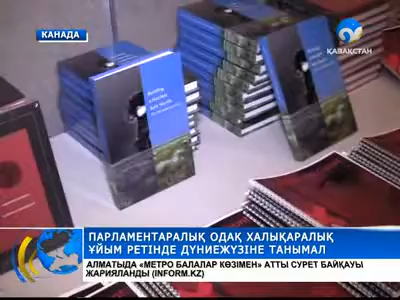 КАНАДА
ҚАЗАҚСТАН
ПАРЛАМЕНТАРАЛЫҚ ОДАҚ ХАЛЫҚАРАЛЫҚ
ҰЙЫМ РЕТІНДЕ ДҮНИЕЖҮЗІНЕ ТАНЫМАЛ
АЛМАТЫДА «МЕТРО БАЛАЛАР КӨЗІМЕН» АТТЫ СУРЕТ БАЙҚАУЫ
ЖАРИЯЛАНДЫ (INFORM.KZ)